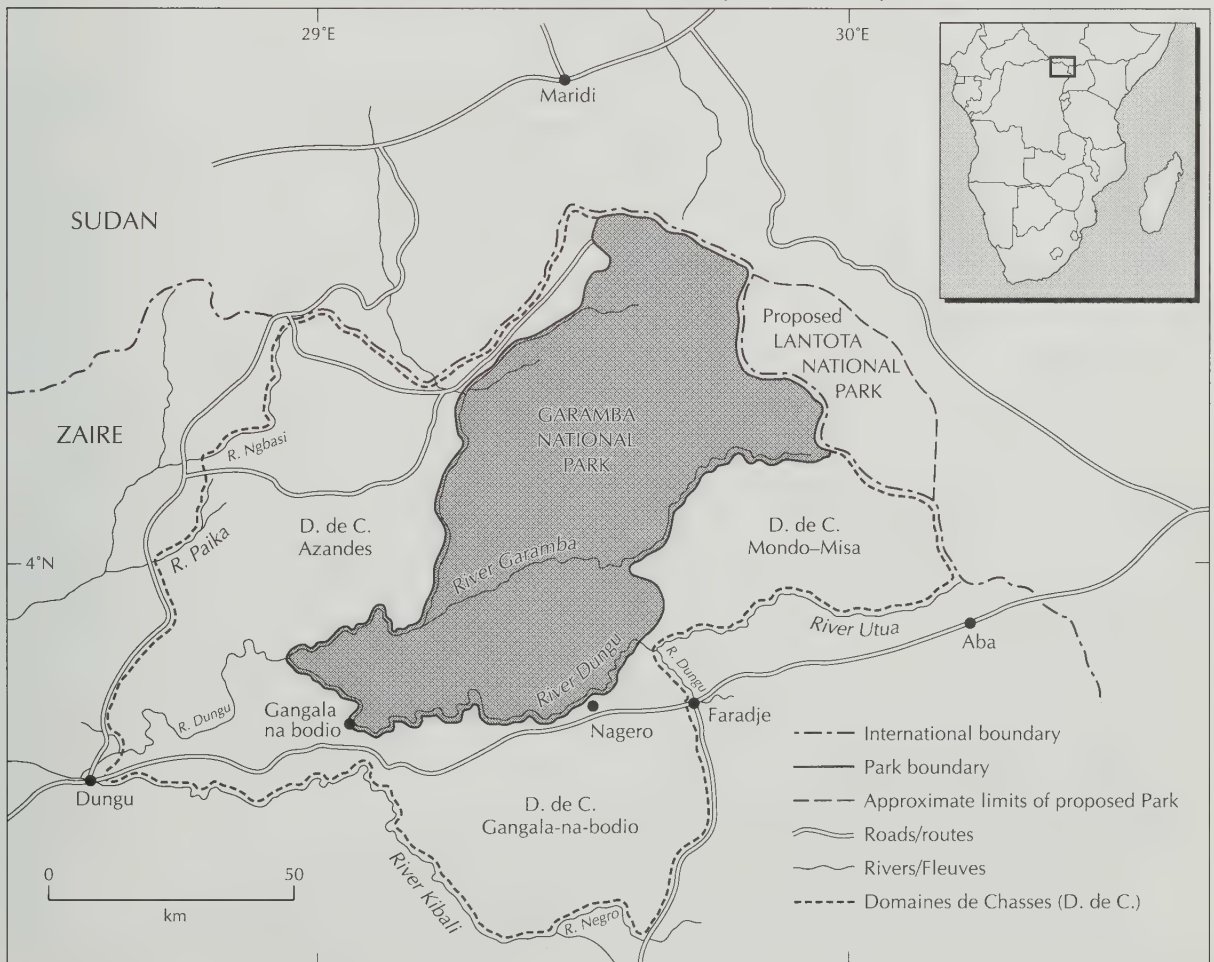 29°E
30°E
Maridi
SUDAN
Proposed
LANTOTA
NATIONAL
PARK
ZAIRE
GARAMBA
NATIONAL
PARK
R. Ngbasi
D. de C.
Azandes
D. de C.
Mondo–Misa
R. Paika
4°N
River Garamba
River Utua
Aba
River Dungu
R. Dungu
R. Dungu
Gangala
na bodio
Nagero
Faradje
Dungu
D. de C.
Gangala-na-bodio
River Kibali
R. Negro
0 50
km
International boundary
Park boundary
Approximate limits of proposed Park
Roads/routes
Rivers/Fleuves
Domaines de Chasses (D. de C.)